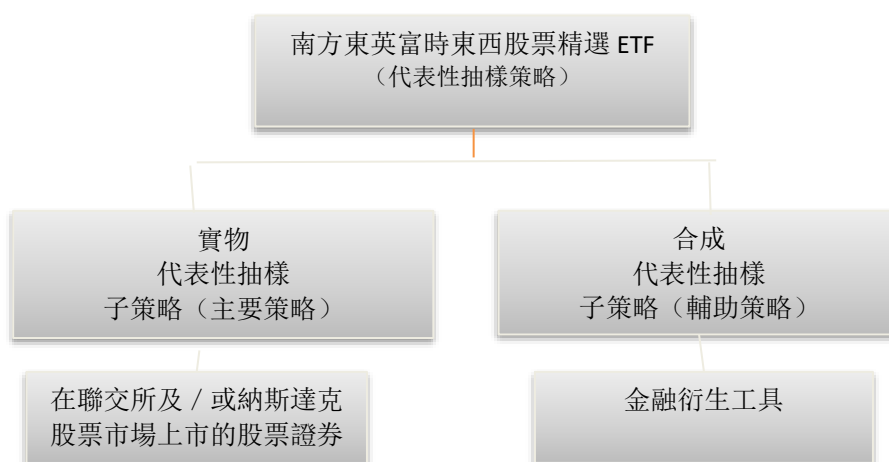 南方東英富時東西股票精選 ETF
（代表性抽樣策略）
實物
代表性抽樣
子策略（主要策略）
合成
代表性抽樣
子策略（輔助策略）
在聯交所及／或納斯達克
股票市場上市的股票證券
金融衍生工具